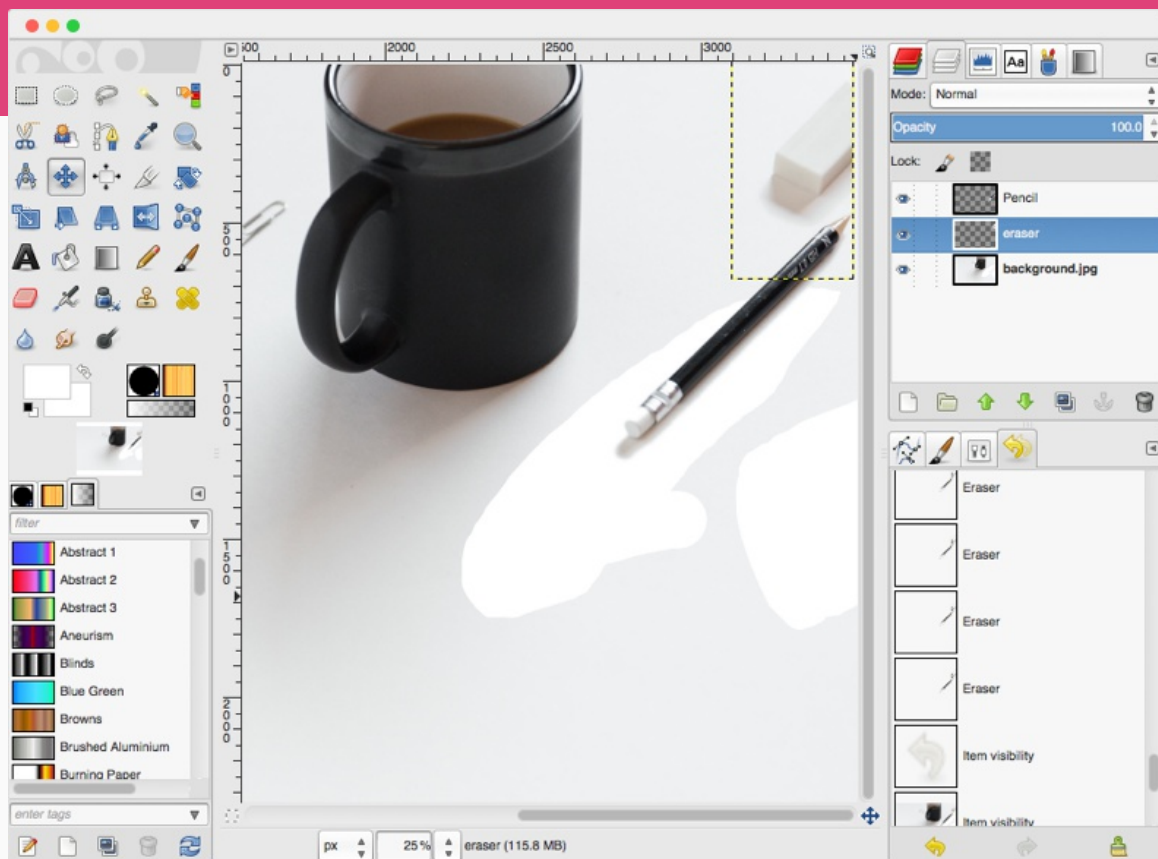 500
2000
2500
3000
0
500
1000
1500
2000
Aa
Mode: Normal
Opacity 100.0
Lock:
Pencil
eraser
background.jpg
filter
Abstract 1
Abstract 2
Abstract 3
Aneurism
Blinds
Blue Green
Browns
Brushed Aluminium
Burning Paper
enter tags
Eraser
Eraser
Eraser
Eraser
Item visibility
Item visibility
px 25% eraser (115.8 MB)